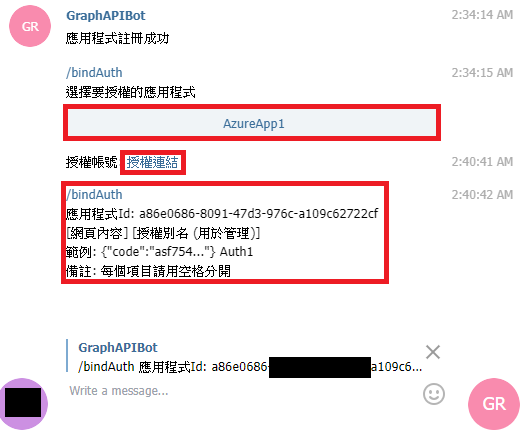 GR
GraphAPIBot
2:34:14 AM
應用程式註冊成功
/bindAuth
2:34:15 AM
選擇要授權的應用程式
AzureApp1
授權帳號 授權連結
2:40:41 AM
/bindAuth
2:40:42 AM
應用程式Id: a86e0686-8091-47d3-976c-a109c62722cf
[網頁內容] [授權別名 (用於管理)]
範例: {"code":"asf754..."} Auth1
備註: 每個項目請用空格分開
GraphAPIBot
/bindAuth 應用程式Id: a86e0686- a109c6...
Write a message...
GR